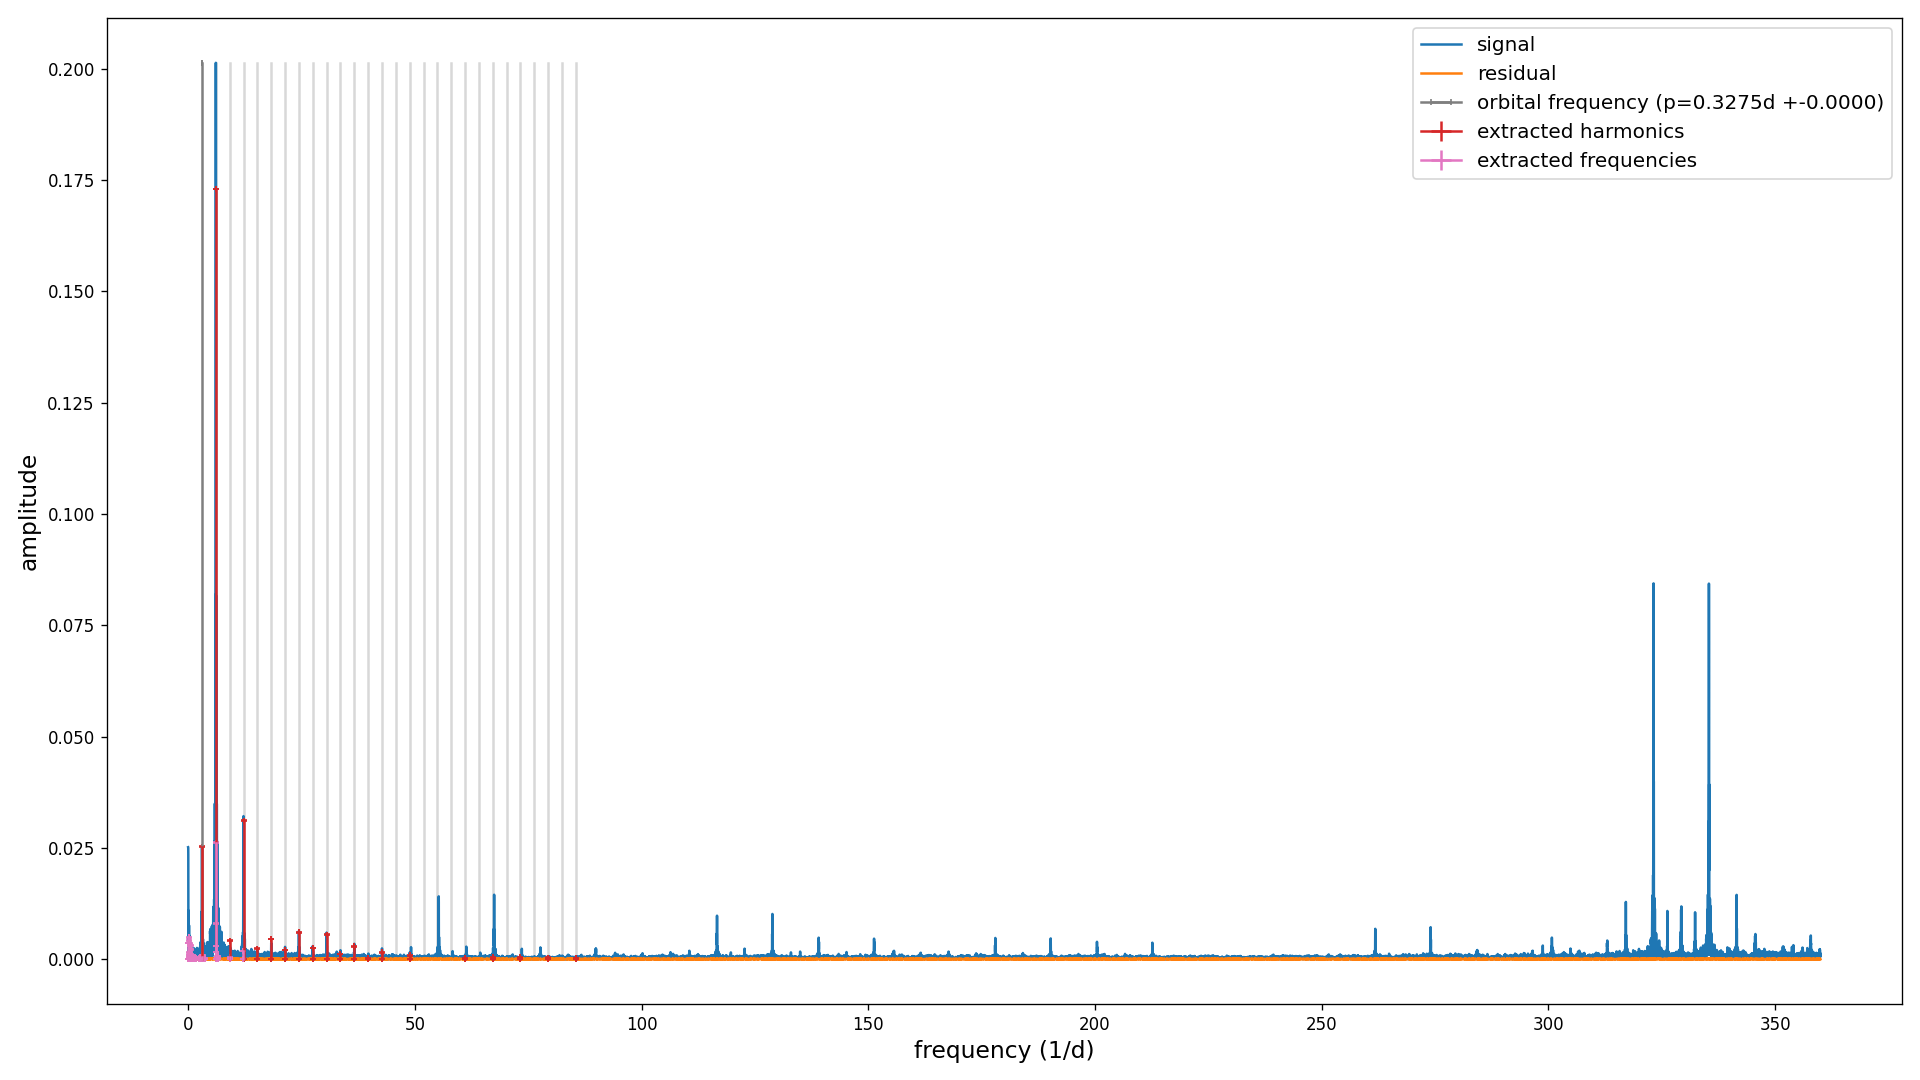 signal
residual
orbital frequency (p=0.3275d +-0.0000)
extracted harmonics
extracted frequencies
0.200
0.175
0.150
0.125
0.100
0.075
0.050
0.025
0.000
amplitude
0 50 100 150 200 250 300 350
frequency (1/d)